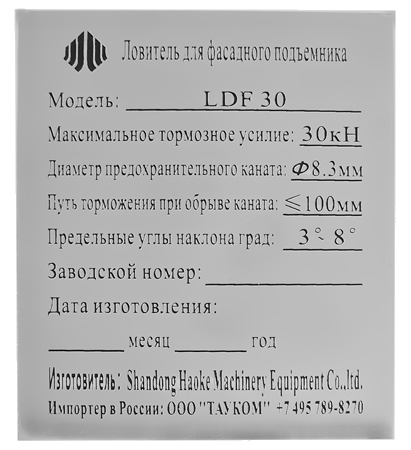 Ловитель для фасадного подъемника
Модель: LDF 30
Максимальное тормозное усилие: 30кН
Диаметр предохранительного каната: Ф8.3мм
Путь торможения при обрыве каната: ≤100мм
Предельные углы наклона град: 3°- 8°
Заводской номер:
Дата изготовления:
месяц год
Изготовитель: Shandong Haoke Machinery Equipment Co.,ltd.
Импортер в России: ООО "ТАУКОМ" +7 495 789-8270